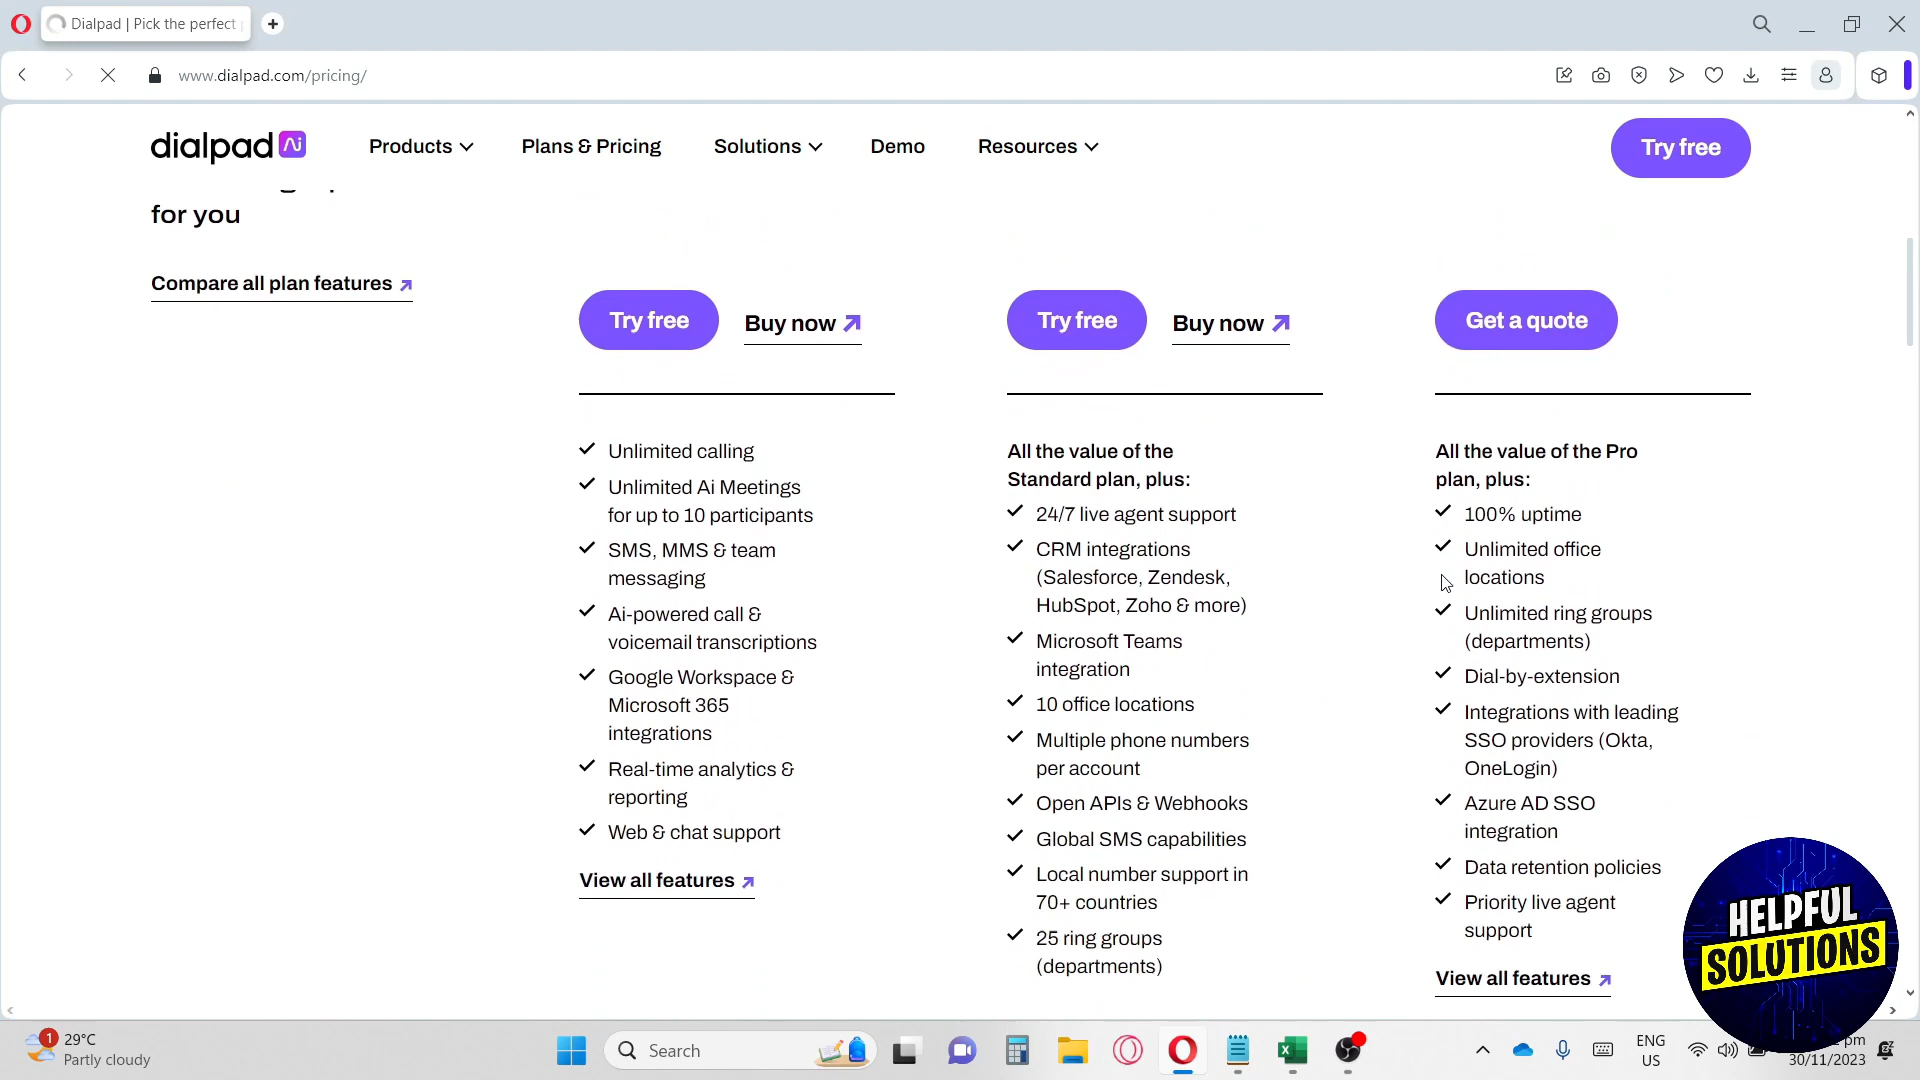 Dialpad | Pick the perfect
www.dialpad.com/pricing/
dialpad Ai
Products
Plans & Pricing
Solutions
Demo
Resources
Try free
for you
Compare all plan features
Try free
Buy now
Unlimited calling
Unlimited Ai Meetings
for up to 10 participants
SMS, MMS & team
messaging
Ai-powered call &
voicemail transcriptions
Google Workspace &
Microsoft 365
integrations
Real-time analytics &
reporting
Web & chat support
View all features
Try free
Buy now
All the value of the
Standard plan, plus:
24/7 live agent support
CRM integrations
(Salesforce, Zendesk,
HubSpot, Zoho & more)
Microsoft Teams
integration
10 office locations
Multiple phone numbers
per account
Open APIs & Webhooks
Global SMS capabilities
Local number support in
70+ countries
25 ring groups
(departments)
Get a quote
All the value of the Pro
plan, plus:
100% uptime
Unlimited office
locations
Unlimited ring groups
(departments)
Dial-by-extension
Integrations with leading
SSO providers (Okta,
OneLogin)
Azure AD SSO
integration
Data retention policies
Priority live agent
support
View all features
HELPFUL
SOLUTIONS
1
29°C
Partly cloudy
Search
ENG
US
pm
30/11/2023